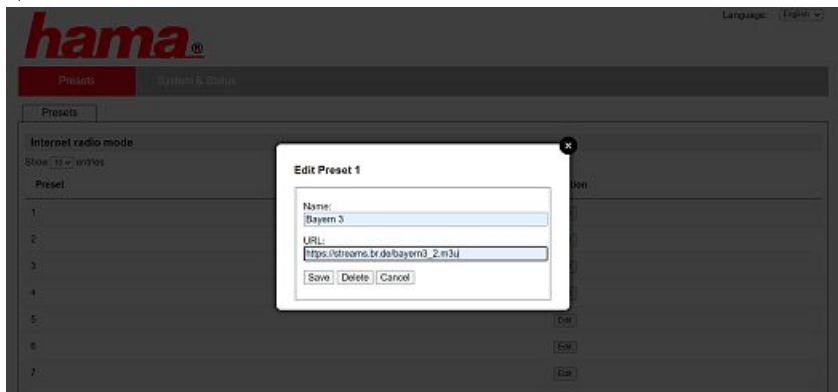 Language: English
hama®
Presets System & Status
Presets
Internet radio mode
Show 10 entries
Preset
1
2
3
4
5 Edit
6 Edit
7 Edit
×
Edit Preset 1
Name:
Bayern 3
URL:
https://streams.br.de/bayern3_2.m3u
Save Delete Cancel